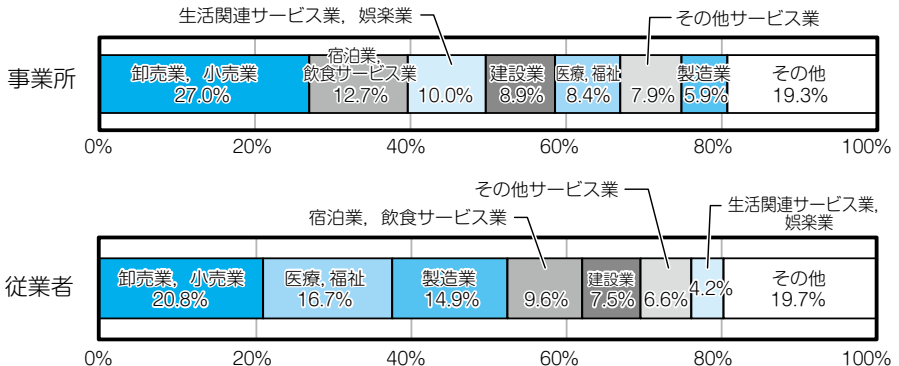 生活関連サービス業，娯楽業
その他サービス業
事業所
卸売業，小売業
27.0%
宿泊業，
飲食サービス業
12.7%
10.0%
建設業
8.9%
医療，福祉
8.4%
7.9%
製造業
5.9%
その他
19.3%
0%
20%
40%
60%
80%
100%
その他サービス業
宿泊業，飲食サービス業
生活関連サービス業，
娯楽業
従業者
卸売業，小売業
20.8%
医療，福祉
16.7%
製造業
14.9%
9.6%
建設業
7.5%
6.6%
4.2%
その他
19.7%
0%
20%
40%
60%
80%
100%